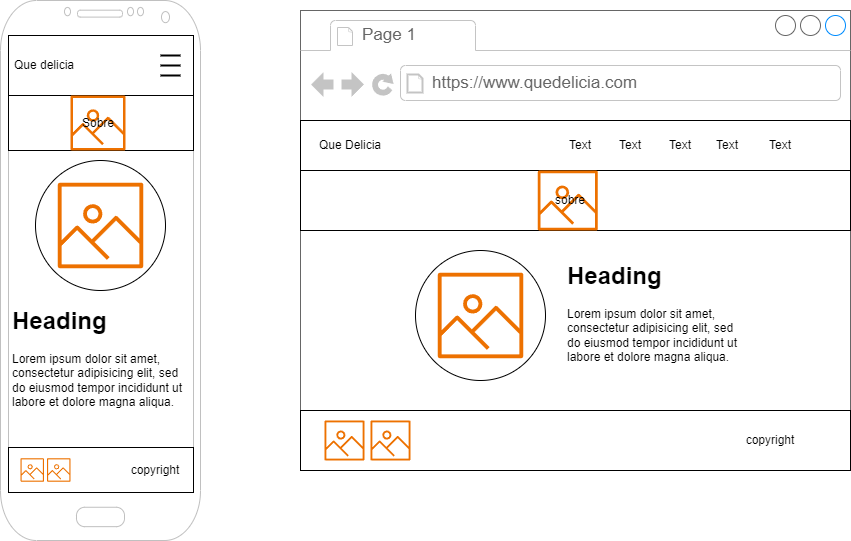 Que delicia
Sobre
Heading
Lorem ipsum dolor sit amet,
consectetur adipisicing elit, sed
do eiusmod tempor incididunt ut
labore et dolore magna aliqua.
copyright
Page 1
https://www.quedelicia.com
Que Delicia Text Text Text Text Text
sobre
Heading
Lorem ipsum dolor sit amet,
consectetur adipisicing elit, sed
do eiusmod tempor incididunt ut
labore et dolore magna aliqua.
copyright